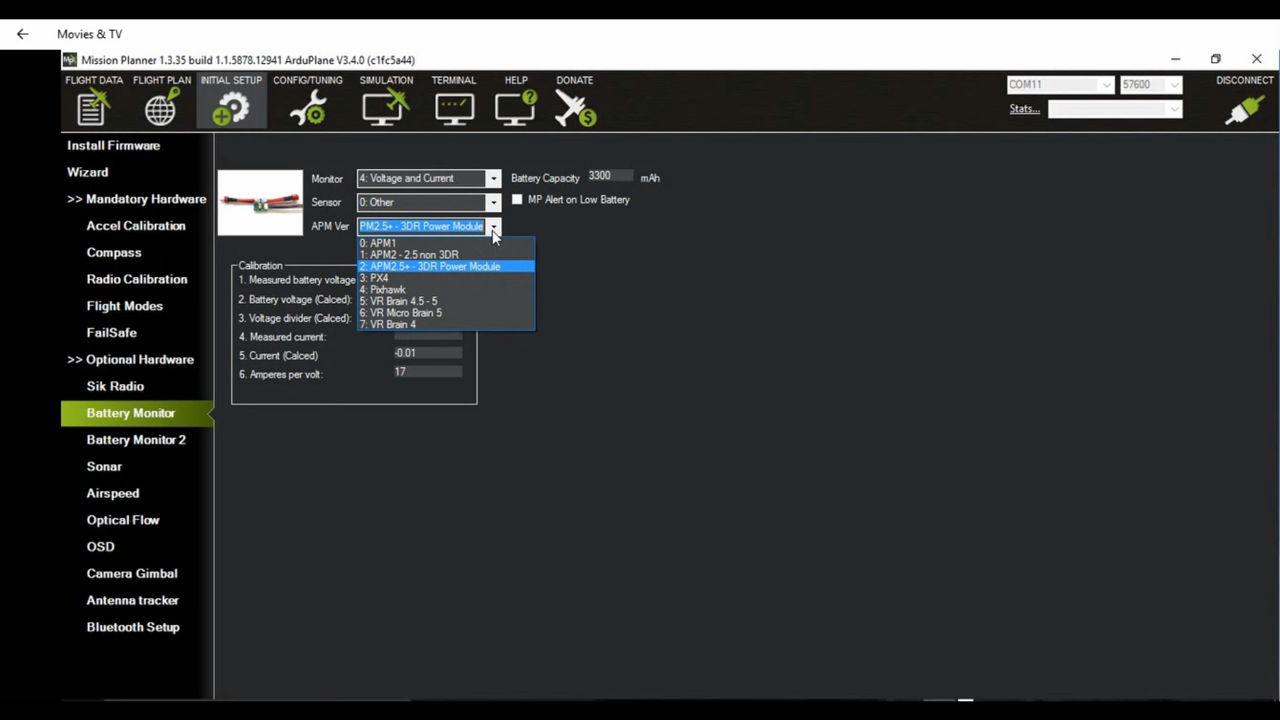 Movies & TV
Mission Planner 1.3.35 build 1.1.5878.12941 ArduPlane V3.4.0 (c1fc5a44)
FLIGHT DATA FLIGHT PLAN INITIAL SETUP CONFIG/TUNING SIMULATION TERMINAL HELP DONATE
COM11 57600 DISCONNECT
Stats...
Install Firmware
Wizard
>> Mandatory Hardware
Accel Calibration
Compass
Radio Calibration
Flight Modes
FailSafe
>> Optional Hardware
Sik Radio
Battery Monitor
Battery Monitor 2
Sonar
Airspeed
Optical Flow
OSD
Camera Gimbal
Antenna tracker
Bluetooth Setup
Monitor 4: Voltage and Current Battery Capacity 3300 mAh
Sensor 0: Other MP Alert on Low Battery
APM Ver PM2.5+ - 3DR Power Module
0: APM1
1: APM2 - 2.5 non 3DR
2: APM2.5+ - 3DR Power Module
3: PX4
4: Pixhawk
5: VR Brain 4.5 - 5
6: VR Micro Brain 5
7: VR Brain 4
Calibration
1. Measured battery voltage
2. Battery voltage (Calced):
3. Voltage divider (Calced):
4. Measured current:
5. Current (Calced) -0.01
6. Amperes per volt: 17